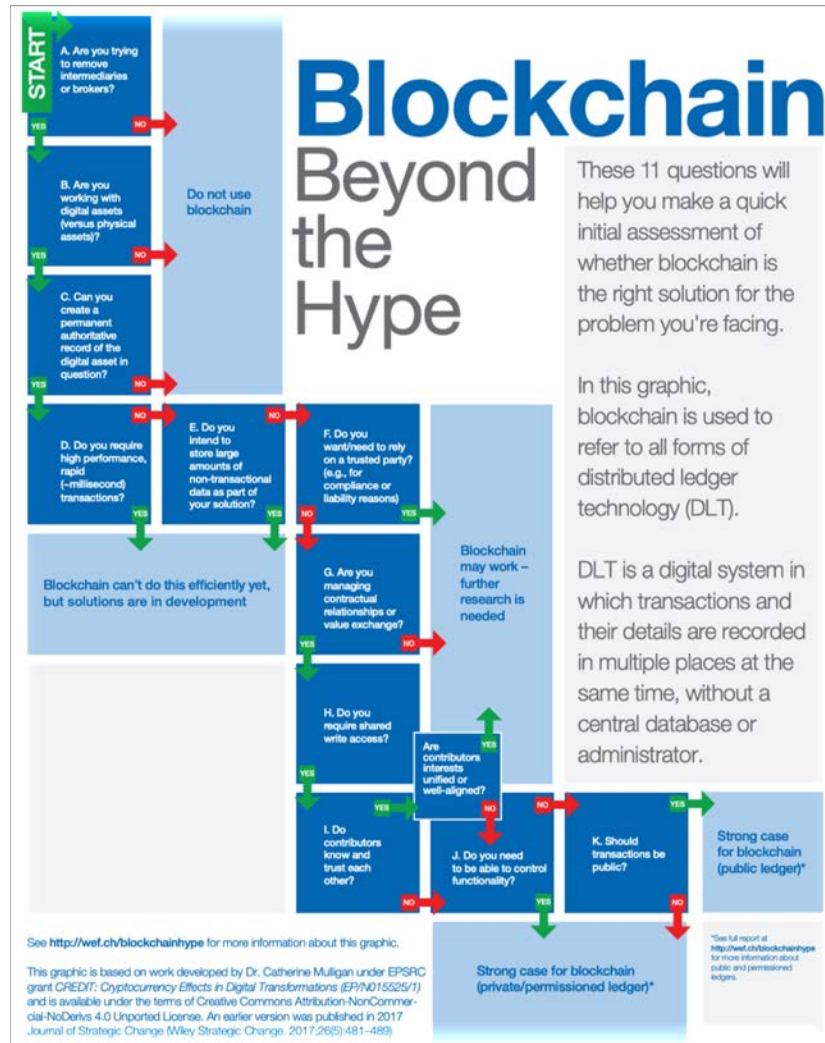 START
A. Are you trying
to remove
intermediaries
or brokers?
YES
NO
Do not use
blockchain
B. Are you
working with
digital assets
(versus physical
assets)?
YES
NO
C. Can you
create a
permanent
authoritative
record of the
digital asset in
question?
YES
NO
Blockchain
Beyond
the
Hype
These 11 questions will
help you make a quick
initial assessment of
whether blockchain is
the right solution for the
problem you're facing.
In this graphic,
blockchain is used to
refer to all forms of
distributed ledger
technology (DLT).
DLT is a digital system in
which transactions and
their details are recorded
in multiple places at the
same time, without a
central database or
administrator.
D. Do you require
high performance,
rapid
(~millisecond)
transactions?
NO
YES
E. Do you
intend to
store large
amounts of
non-transactional
data as part of
your solution?
NO
YES
F. Do you
want/need to rely
on a trusted party?
(e.g., for
compliance or
liability reasons)
NO
YES
Blockchain can't do this efficiently yet,
but solutions are in development
Blockchain
may work –
further
research is
needed
G. Are you
managing
contractual
relationships or
value exchange?
YES
NO
H. Do you
require shared
write access?
YES
Are
contributors
interests
unified or
well-aligned?
YES
NO
I. Do
contributors
know and
trust each
other?
YES
NO
J. Do you need
to be able to control
functionality?
NO
YES
K. Should
transactions be
public?
YES
NO
Strong case
for blockchain
(public ledger)*
Strong case for blockchain
(private/permissioned ledger)*
*See full report at
http://wef.ch/blockchainhype
for more information about
public and permissioned
ledgers.
See http://wef.ch/blockchainhype for more information about this graphic.
This graphic is based on work developed by Dr. Catherine Mulligan under EPSRC
grant CREDIT: Cryptocurrency Effects in Digital Transformations (EP/N015525/1)
and is available under the terms of Creative Commons Attribution-NonCommer-
cial-NoDerivs 4.0 Unported License. An earlier version was published in 2017
Journal of Strategic Change (Wiley Strategic Change. 2017;26(5):481–489)